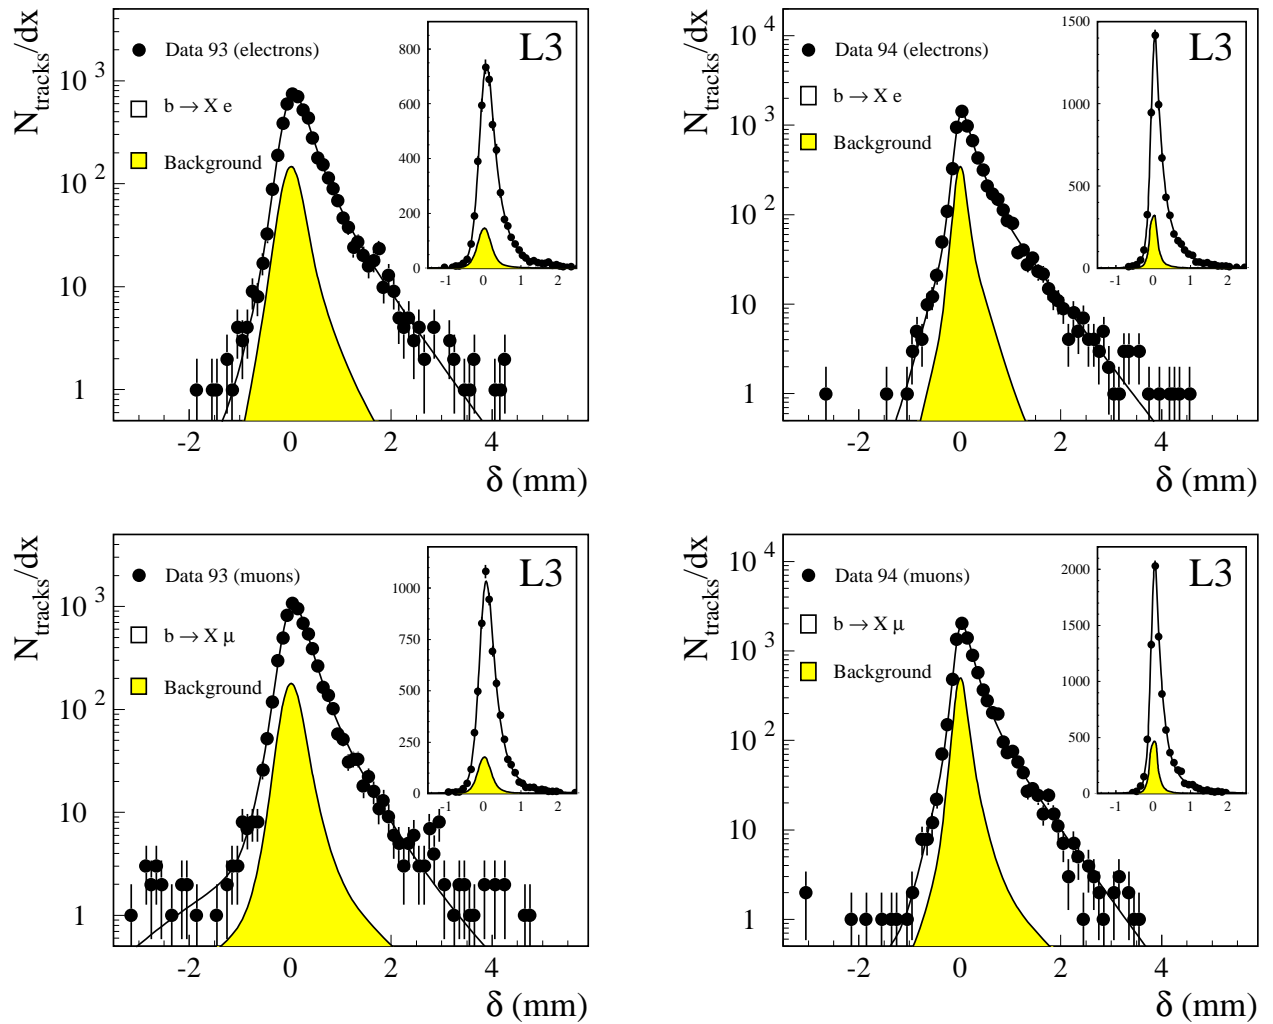 N_tracks/dx
Data 93 (electrons)
b → X e
Background
L3
800
600
400
200
0
-1 0 1 2
10^3
10^2
10
1
-2 0 2 4
δ (mm)
N_tracks/dx
Data 94 (electrons)
b → X e
Background
L3
1500
1000
500
0
-1 0 1 2
10^4
10^3
10^2
10
1
-2 0 2 4
δ (mm)
N_tracks/dx
Data 93 (muons)
b → X μ
Background
L3
1000
750
500
250
0
-1 0 1 2
10^3
10^2
10
1
-2 0 2 4
δ (mm)
N_tracks/dx
Data 94 (muons)
b → X μ
Background
L3
2000
1500
1000
500
0
-1 0 1 2
10^4
10^3
10^2
10
1
-2 0 2 4
δ (mm)